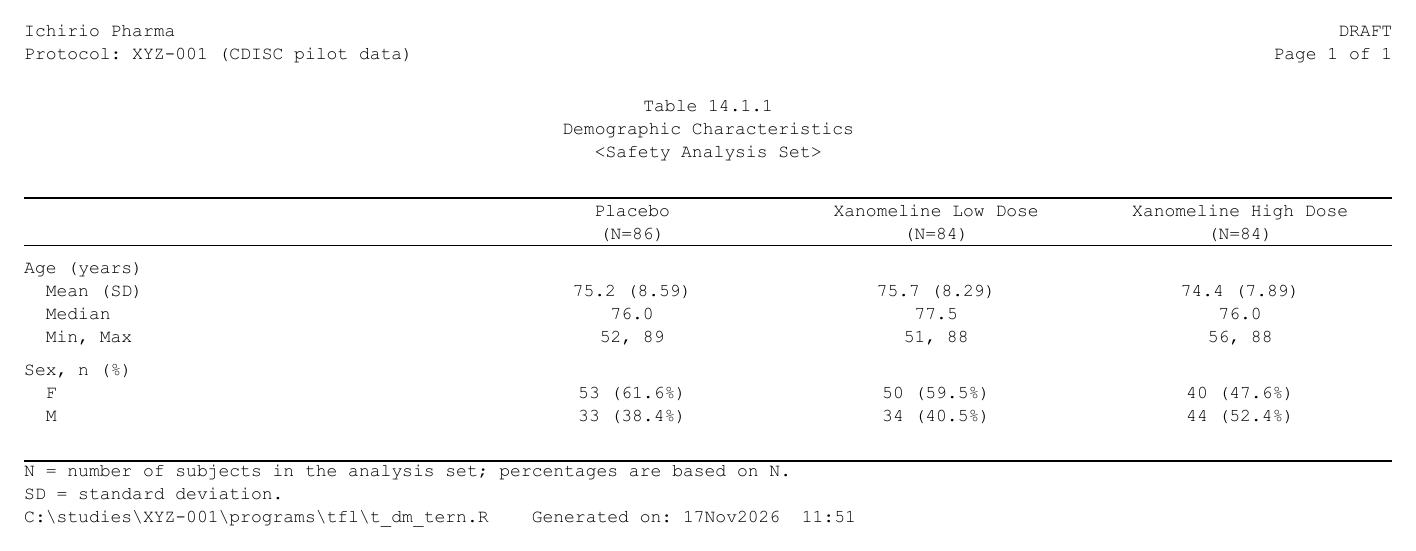 Ichirio Pharma DRAFT
Protocol: XYZ-001 (CDISC pilot data) Page 1 of 1
Table 14.1.1
Demographic Characteristics
<Safety Analysis Set>
Placebo Xanomeline Low Dose Xanomeline High Dose
(N=86) (N=84) (N=84)
Age (years)
Mean (SD) 75.2 (8.59) 75.7 (8.29) 74.4 (7.89)
Median 76.0 77.5 76.0
Min, Max 52, 89 51, 88 56, 88
Sex, n (%)
F 53 (61.6%) 50 (59.5%) 40 (47.6%)
M 33 (38.4%) 34 (40.5%) 44 (52.4%)
N = number of subjects in the analysis set; percentages are based on N.
SD = standard deviation.
C:\studies\XYZ-001\programs\tfl\t_dm_tern.R Generated on: 17Nov2026 11:51